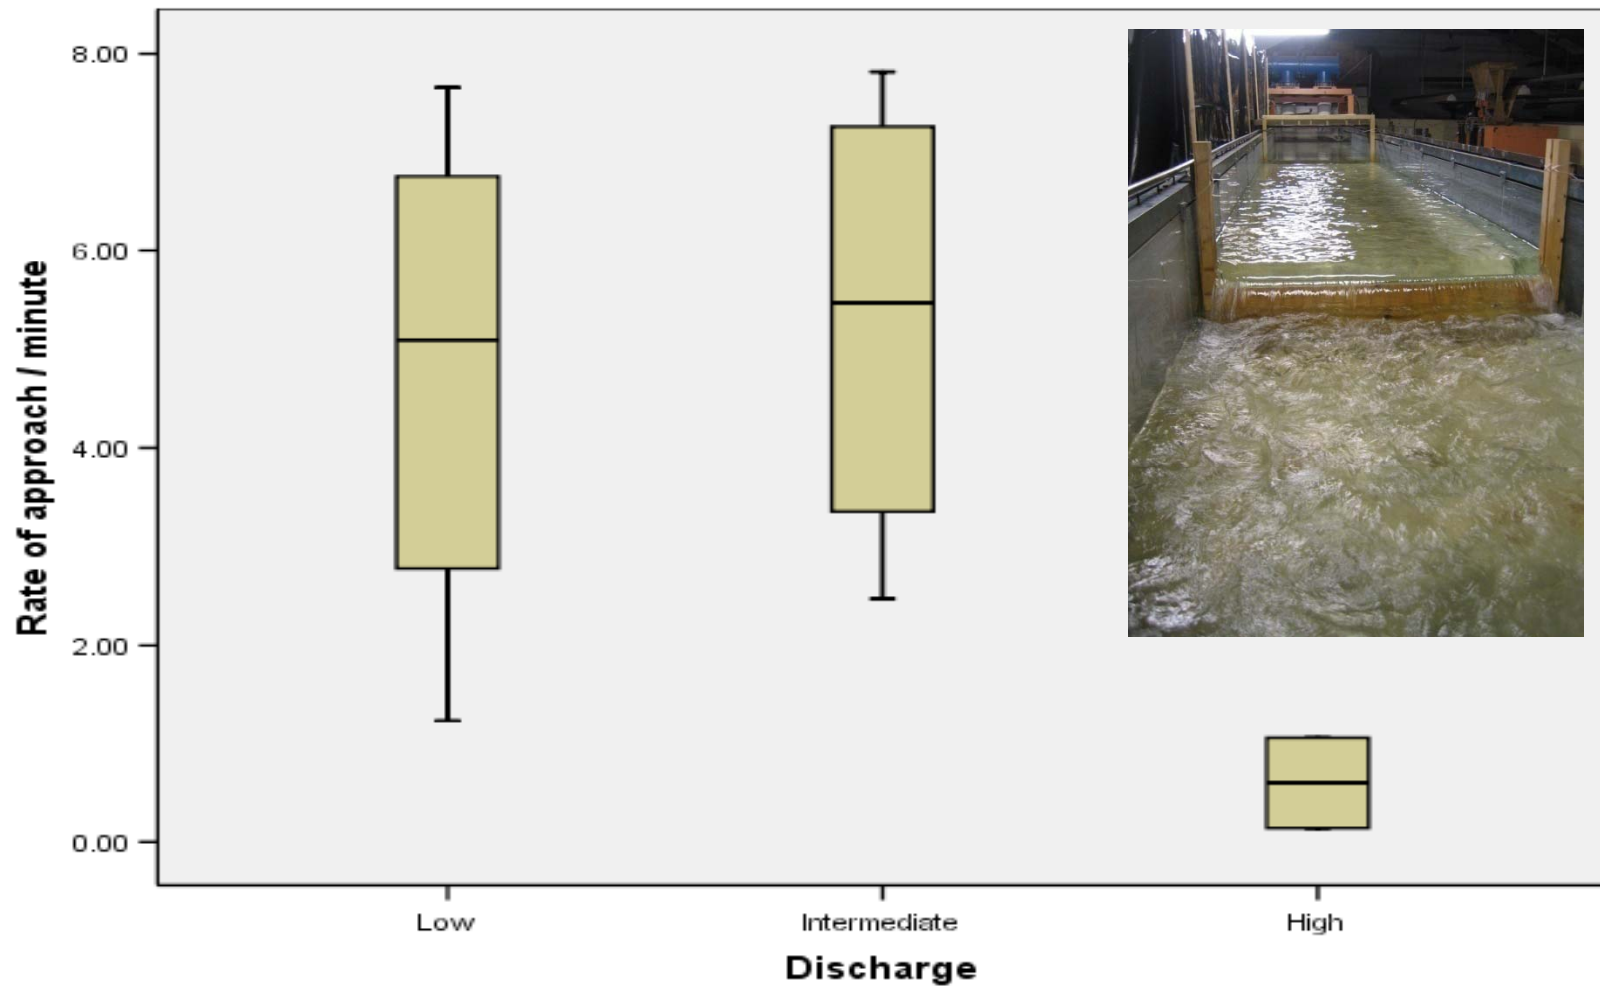 Rate of approach / minute
8.00
6.00
4.00
2.00
0.00
Low
Intermediate
High
Discharge